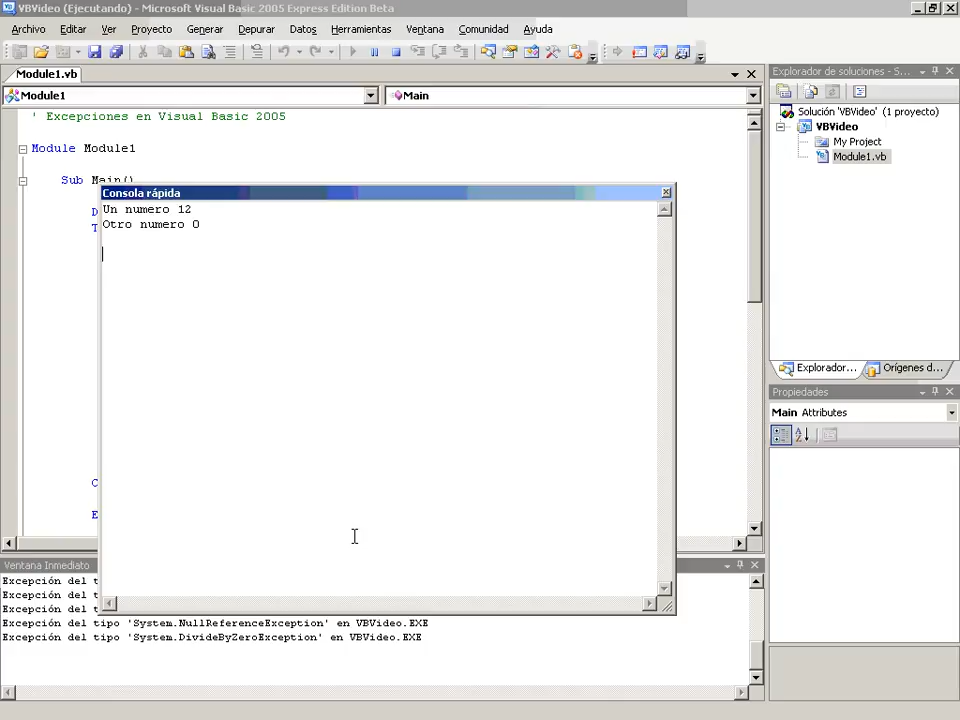 VBVideo (Ejecutando) - Microsoft Visual Basic 2005 Express Edition Beta
Archivo Editar Ver Proyecto Generar Depurar Datos Herramientas Ventana Comunidad Ayuda
Module1.vb
Module1 Main
' Excepciones en Visual Basic 2005
Module Module1
Sub Main()
D
T
C
E
Consola rápida
Un numero 12
Otro numero 0
Explorador de soluciones - S...
Solución 'VBVideo' (1 proyecto)
VBVideo
My Project
Module1.vb
Explorador... Orígenes d...
Propiedades
Main Attributes
Ventana Inmediato
Excepción del t
Excepción del t
Excepción del t
Excepción del tipo 'System.NullReferenceException' en VBVideo.EXE
Excepción del tipo 'System.DivideByZeroException' en VBVideo.EXE